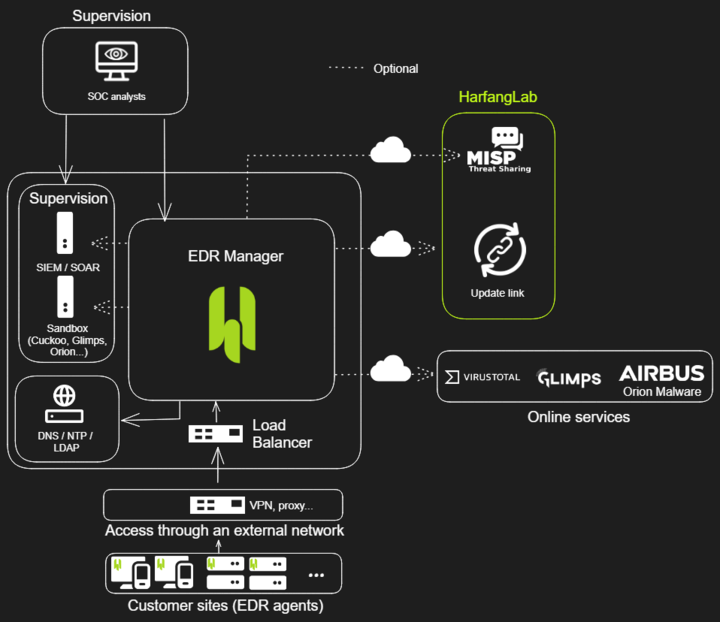 Supervision
SOC analysts
Optional
HarfangLab
MISP
Threat Sharing
Update link
Supervision
SIEM / SOAR
Sandbox
(Cuckoo, Glimps,
Orion...)
EDR Manager
DNS / NTP /
LDAP
Load
Balancer
VIRUSTOTAL
GLIMPS
AIRBUS
Orion Malware
Online services
VPN, proxy...
Access through an external network
...
Customer sites (EDR agents)